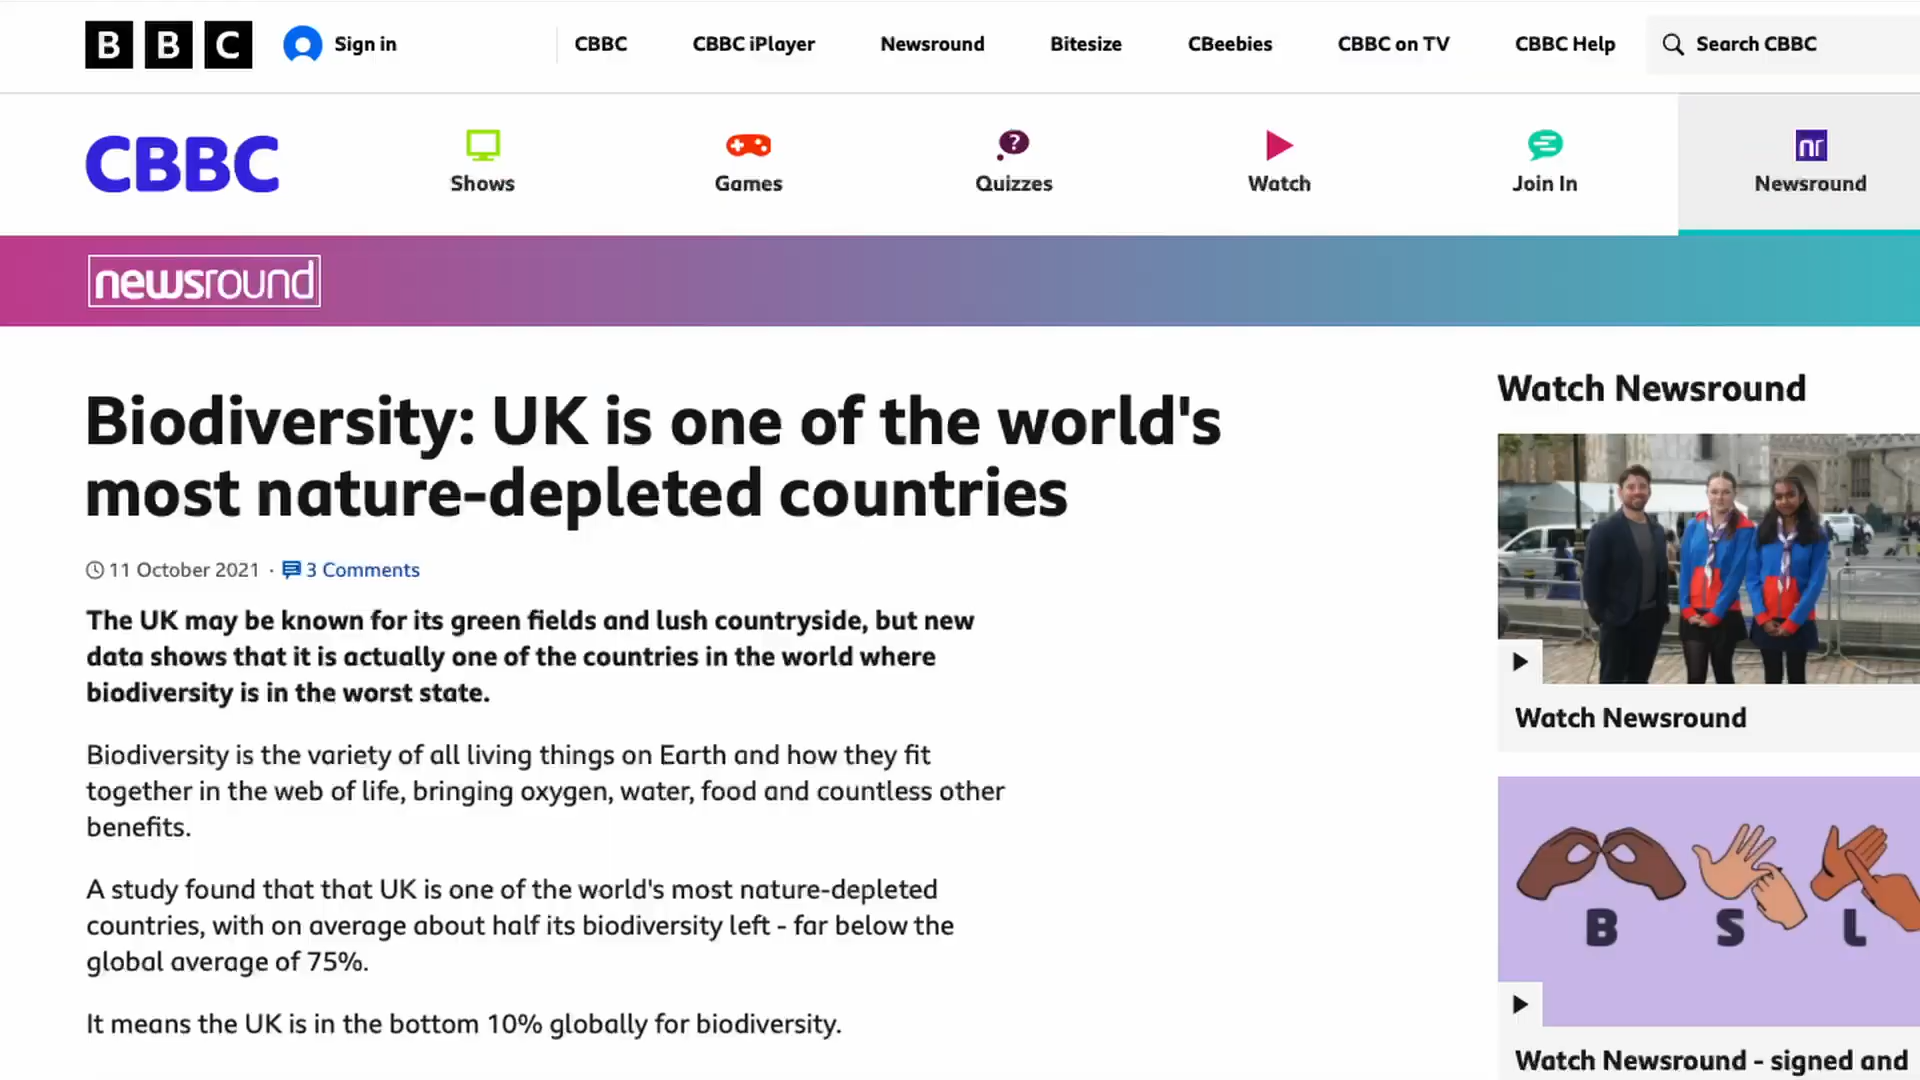 BBC
Sign in
CBBC
CBBC iPlayer
Newsround
Bitesize
CBeebies
CBBC on TV
CBBC Help
Search CBBC
CBBC
Shows
Games
Quizzes
Watch
Join In
nr
Newsround
newsround
Biodiversity: UK is one of the world's
most nature-depleted countries
11 October 2021 · 3 Comments
The UK may be known for its green fields and lush countryside, but new
data shows that it is actually one of the countries in the world where
biodiversity is in the worst state.
Biodiversity is the variety of all living things on Earth and how they fit
together in the web of life, bringing oxygen, water, food and countless other
benefits.
A study found that that UK is one of the world's most nature-depleted
countries, with on average about half its biodiversity left - far below the
global average of 75%.
It means the UK is in the bottom 10% globally for biodiversity.
Watch Newsround
Watch Newsround
B S L
Watch Newsround - signed and